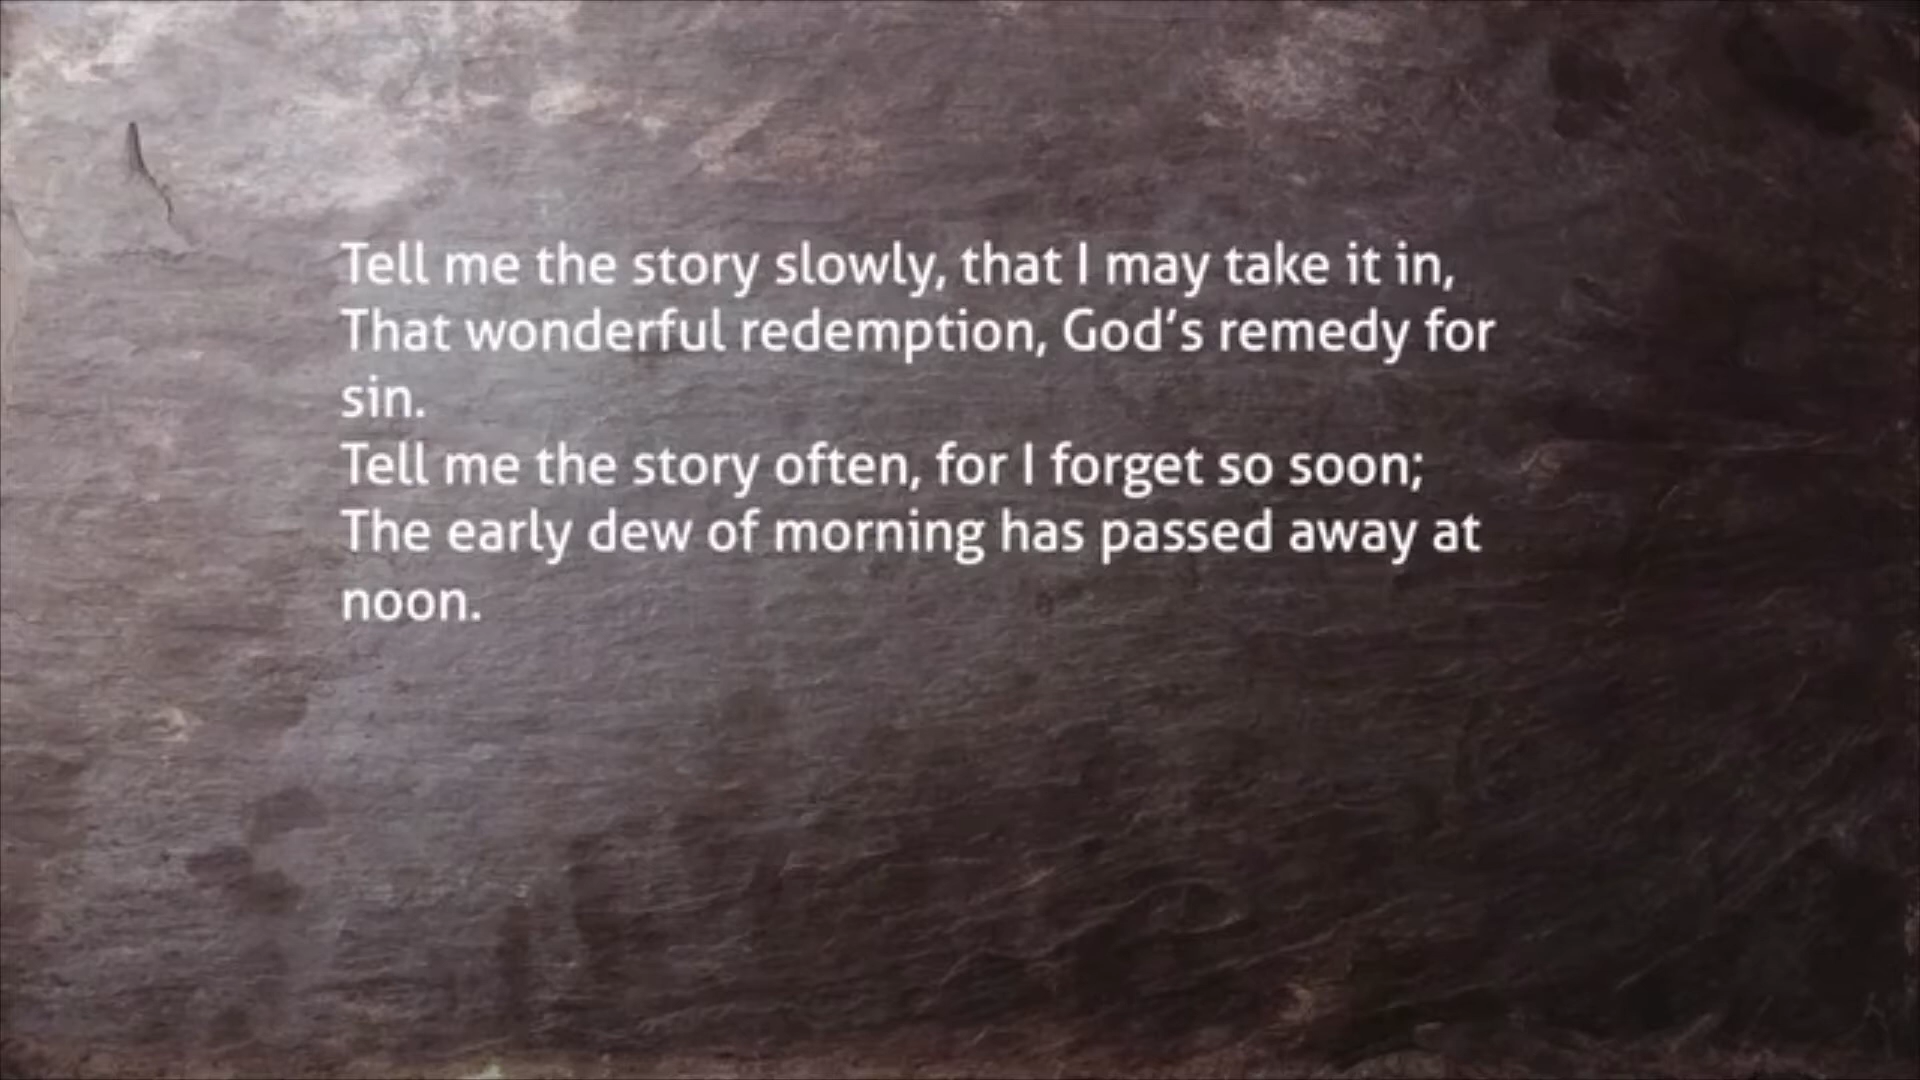 Tell me the story slowly, that I may take it in,
That wonderful redemption, God’s remedy for
sin.
Tell me the story often, for I forget so soon;
The early dew of morning has passed away at
noon.